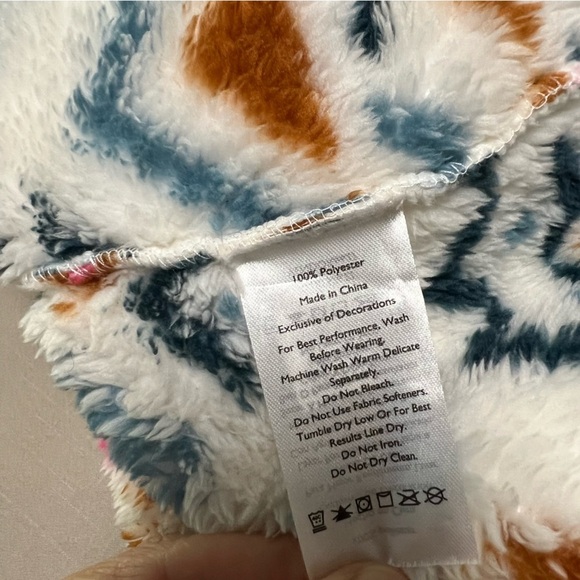 100% Polyester
Made in China
Exclusive of Decorations
For Best Performance, Wash
Before Wearing.
Machine Wash Warm Delicate
Separately.
Do Not Bleach.
Do Not Use Fabric Softeners.
Tumble Dry Low Or For Best
Results Line Dry.
Do Not Iron.
Do Not Dry Clean.